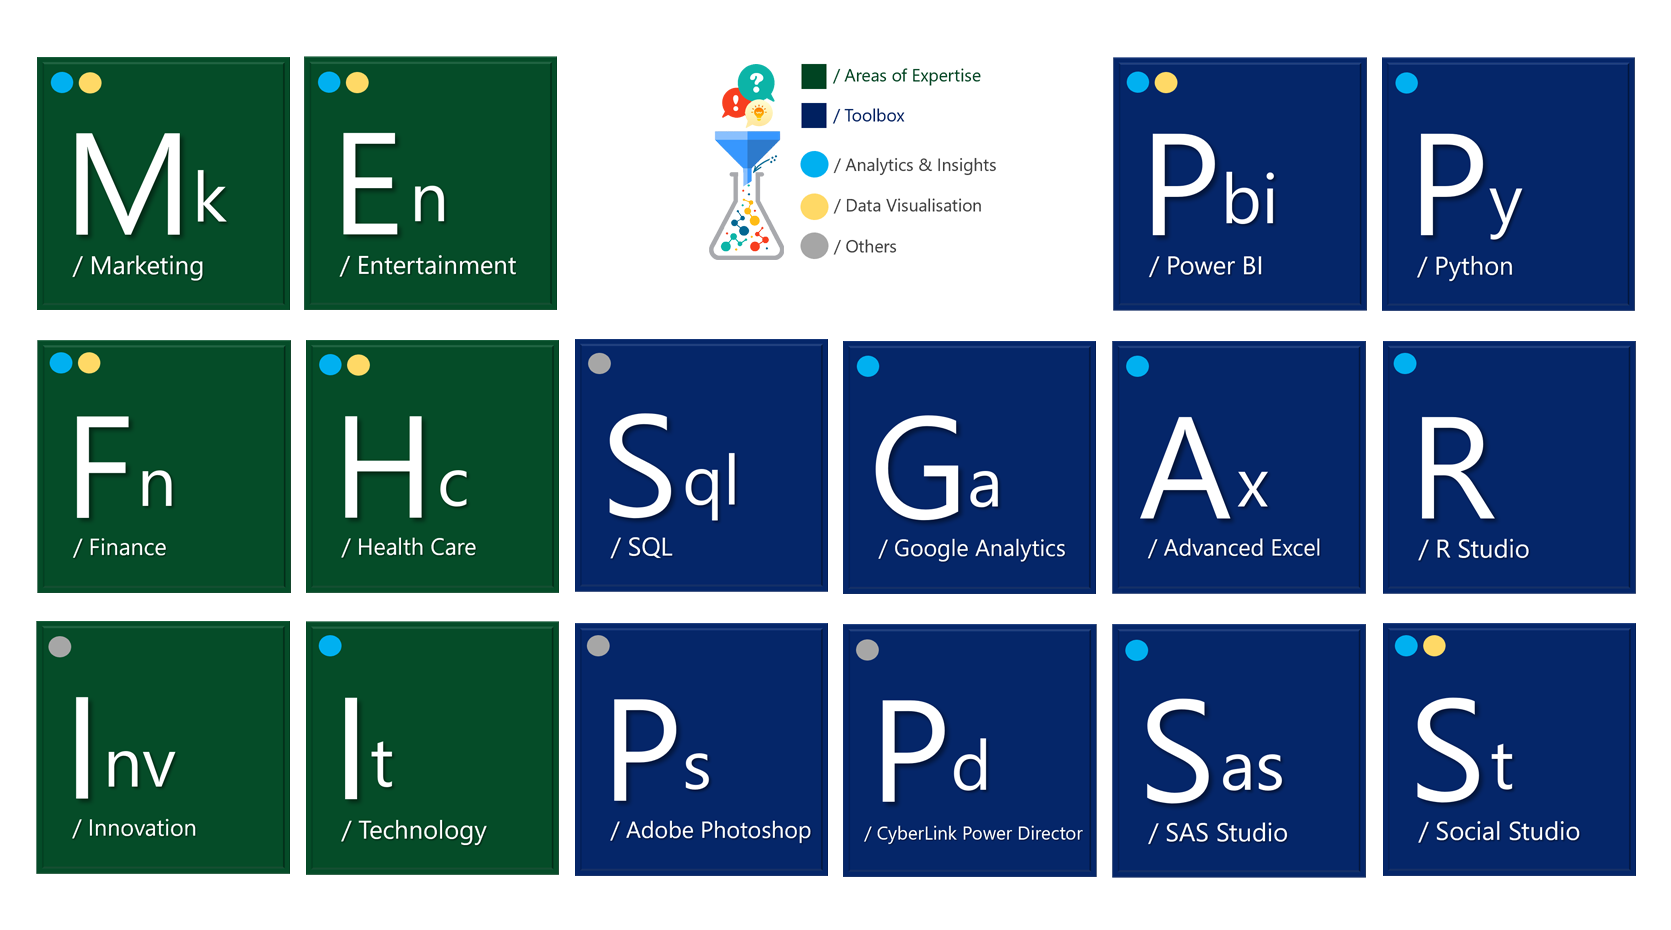 Mk
/ Marketing
En
/ Entertainment
?
!
/ Areas of Expertise
/ Toolbox
/ Analytics & Insights
/ Data Visualisation
/ Others
Pbi
/ Power BI
Py
/ Python
Fn
/ Finance
Hc
/ Health Care
Sql
/ SQL
Ga
/ Google Analytics
Ax
/ Advanced Excel
R
/ R Studio
Inv
/ Innovation
It
/ Technology
Ps
/ Adobe Photoshop
Pd
/ CyberLink Power Director
Sas
/ SAS Studio
St
/ Social Studio